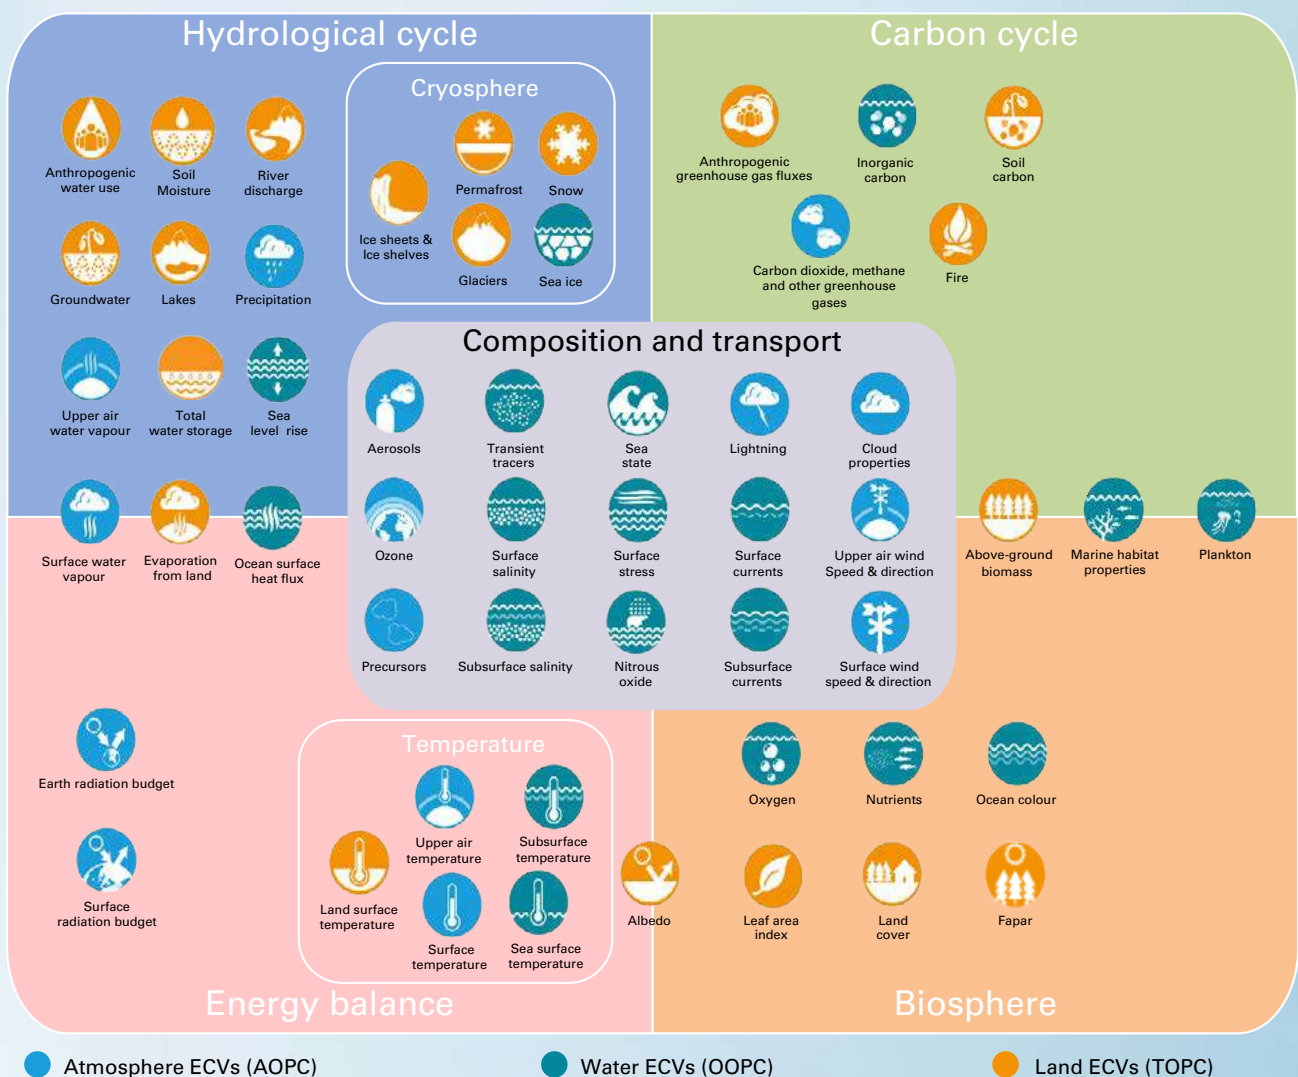 Hydrological cycle
Carbon cycle
Cryosphere
Anthropogenic
water use
Soil
Moisture
River
discharge
Permafrost
Snow
Ice sheets &
Ice shelves
Glaciers
Sea ice
Groundwater
Lakes
Precipitation
Upper air
water vapour
Total
water storage
Sea
level rise
Anthropogenic
greenhouse gas fluxes
Inorganic
carbon
Soil
carbon
Carbon dioxide, methane
and other greenhouse
gases
Fire
Composition and transport
Aerosols
Transient
tracers
Sea
state
Lightning
Cloud
properties
Ozone
Surface
salinity
Surface
stress
Surface
currents
Upper air wind
Speed & direction
Precursors
Subsurface salinity
Nitrous
oxide
Subsurface
currents
Surface wind
speed & direction
Surface water
vapour
Evaporation
from land
Ocean surface
heat flux
Above-ground
biomass
Marine habitat
properties
Plankton
Earth radiation budget
Surface
radiation budget
Temperature
Upper air
temperature
Subsurface
temperature
Land surface
temperature
Surface
temperature
Sea surface
temperature
Albedo
Oxygen
Nutrients
Ocean colour
Leaf area
index
Land
cover
Fapar
Energy balance
Biosphere
Atmosphere ECVs (AOPC)
Water ECVs (OOPC)
Land ECVs (TOPC)